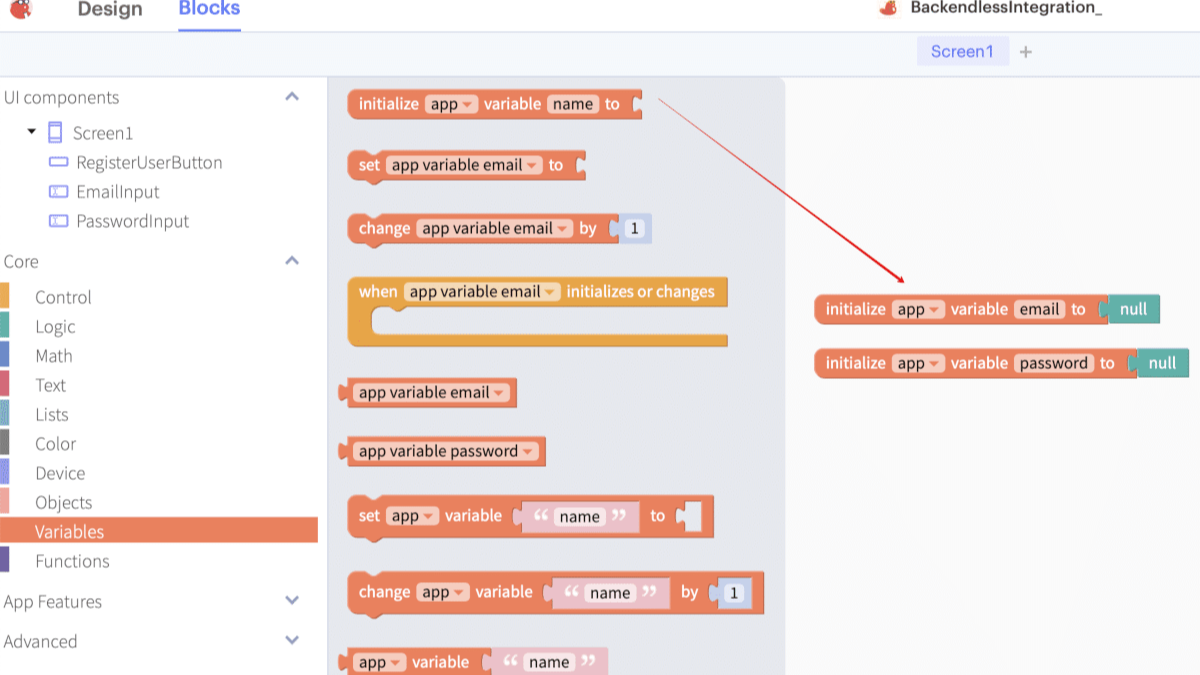 Design Blocks BackendlessIntegration_
Screen1 +
UI components
Screen1
RegisterUserButton
EmailInput
PasswordInput
Core
Control
Logic
Math
Text
Lists
Color
Device
Objects
Variables
Functions
App Features
Advanced
initialize app variable name to
set app variable email to
change app variable email by 1
when app variable email initializes or changes
app variable email
app variable password
set app variable “ name ” to
change app variable “ name ” by 1
app variable “ name ”
initialize app variable email to null
initialize app variable password to null